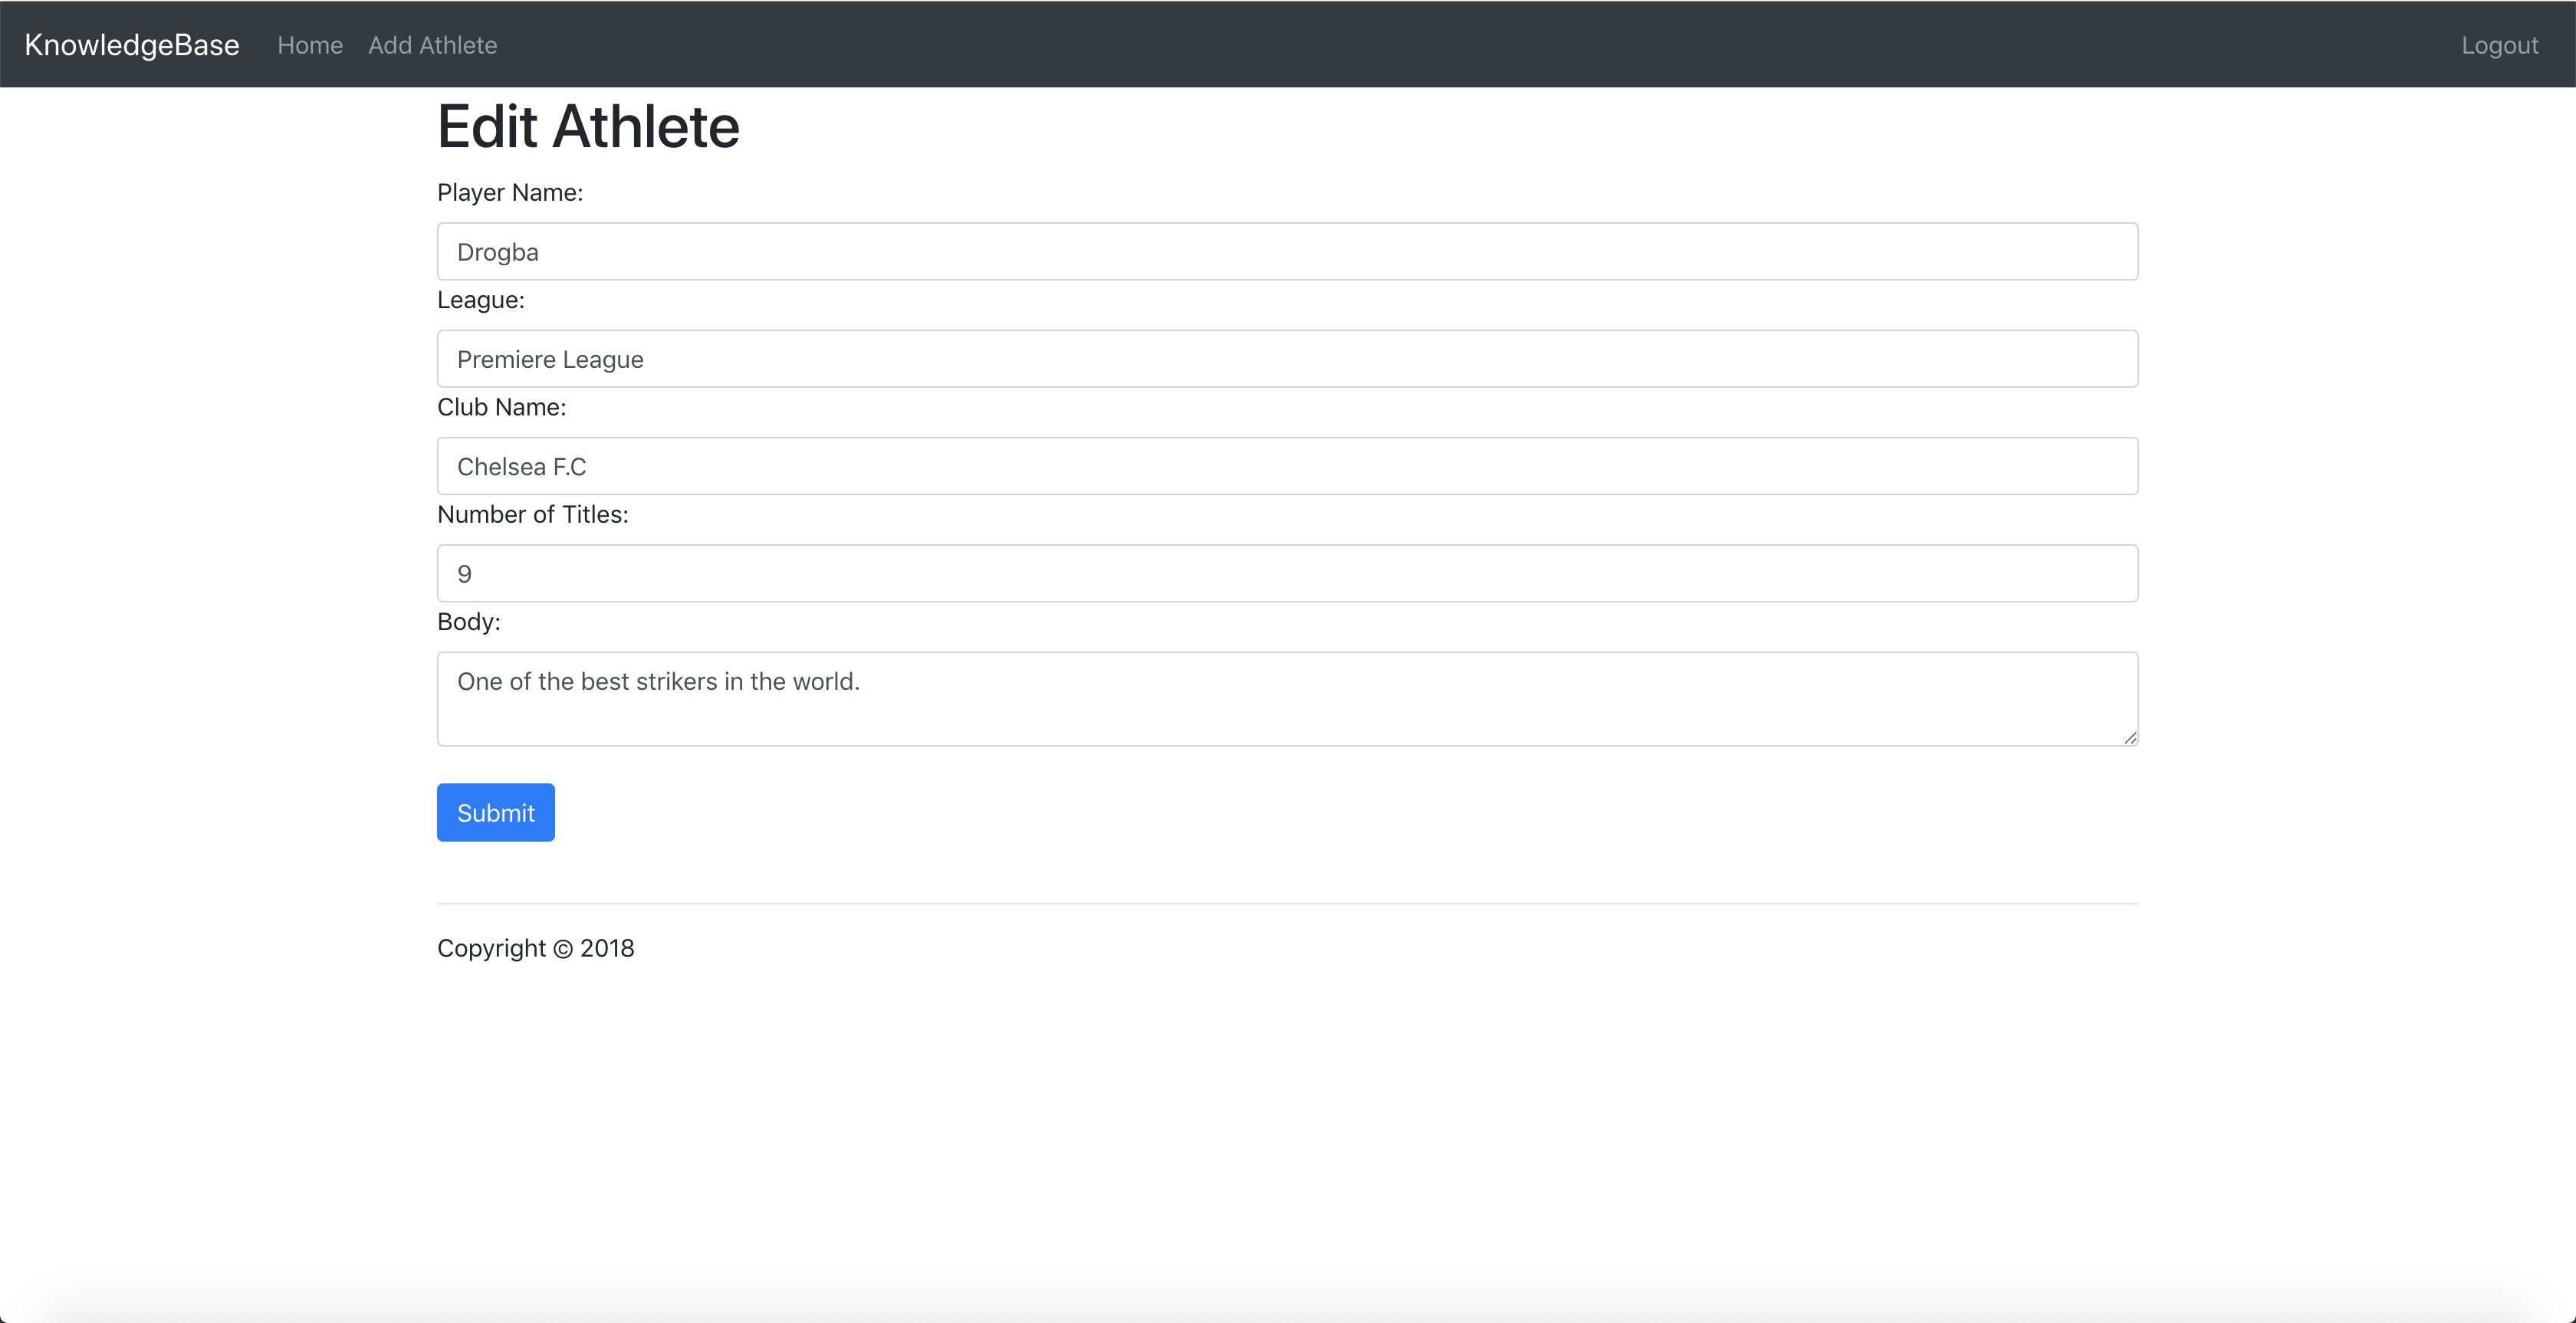 KnowledgeBase Home Add Athlete Logout
Edit Athlete
Player Name:
Drogba
League:
Premiere League
Club Name:
Chelsea F.C
Number of Titles:
9
Body:
One of the best strikers in the world.
Submit
Copyright © 2018